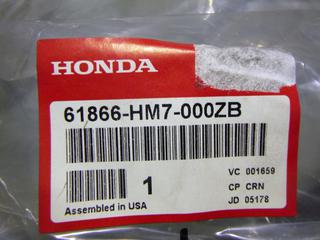 HONDA
61866-HM7-000ZB
1
VC 001659
CP CRN
JD 05178
Assembled in USA